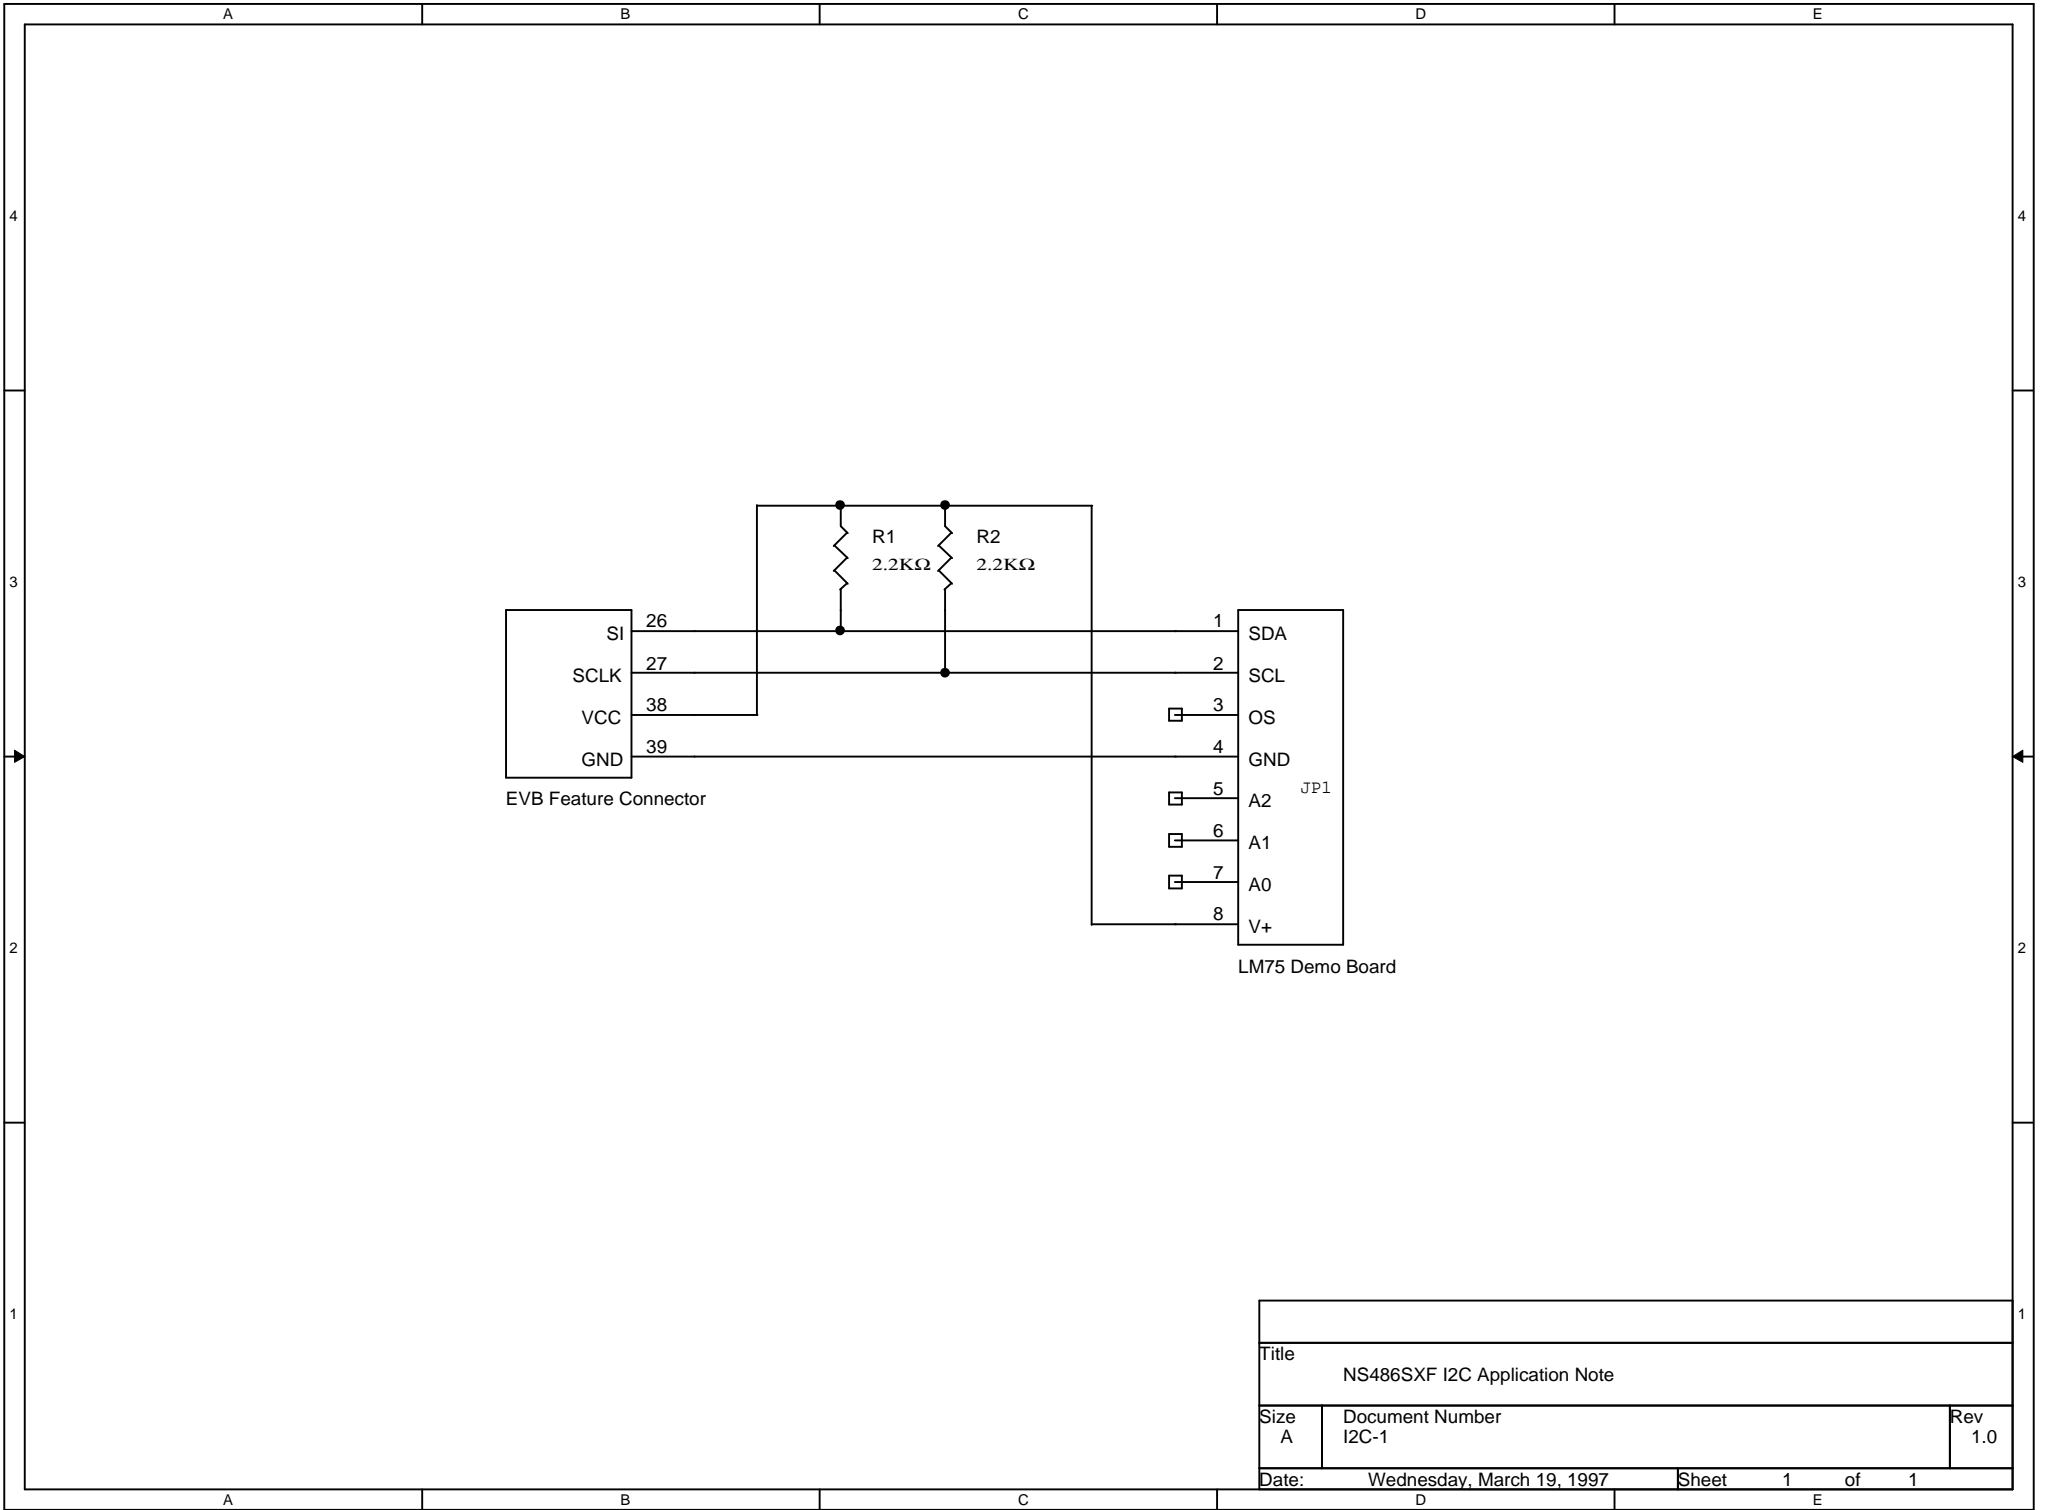 A B C D E
4 4
R1 R2
2.2KΩ 2.2KΩ
3 3
SI 26 1 SDA
SCLK 27 2 SCL
VCC 38 3 OS
GND 39 4 GND
EVB Feature Connector 5 A2 JP1
6 A1
7 A0
8 V+
2 2
LM75 Demo Board
1 1
Title
NS486SXF I2C Application Note
Size Document Number Rev
A I2C-1 1.0
Date: Wednesday, March 19, 1997 Sheet 1 of 1
A B C D E